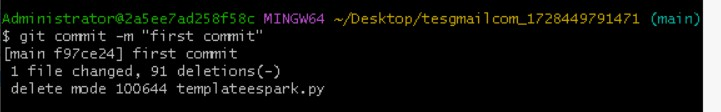 Administrator@2a5ee7ad258f58c MINGW64 ~/Desktop/tesgmailcom_1728449791471 (main)
$ git commit -m "first commit"
[main f97ce24] first commit
1 file changed, 91 deletions(-)
delete mode 100644 templateespark.py